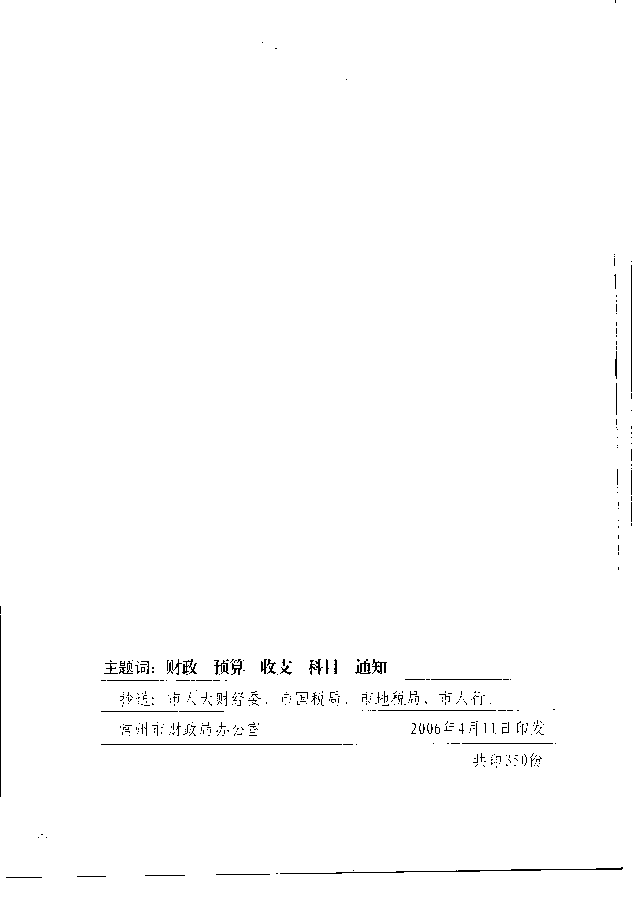 主题词：财政 预算 收支 科目 通知
抄送：市人大财经委、市国税局、市地税局、市人行。
常州市财政局办公室 2006年4月11日印发
共印350份